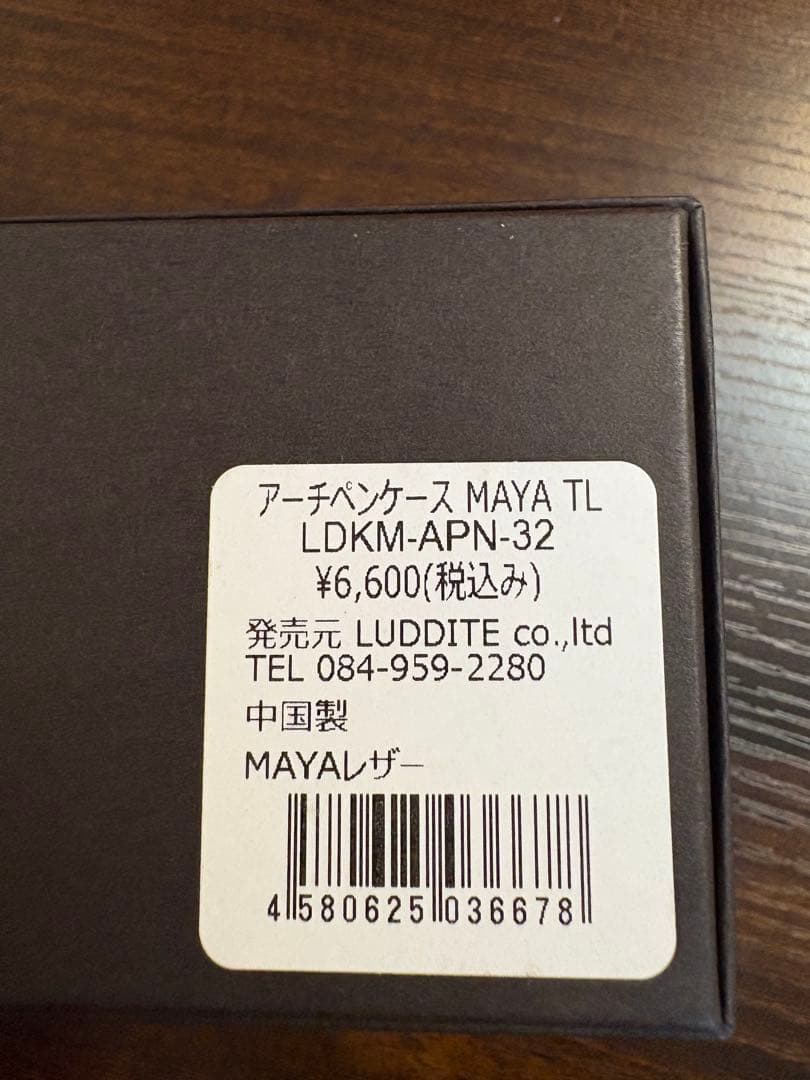 アーチペンケース MAYA TL
LDKM-APN-32
¥6,600(税込み)
発売元 LUDDITE co.,ltd
TEL 084-959-2280
中国製
MAYAレザー
4 580625 036678